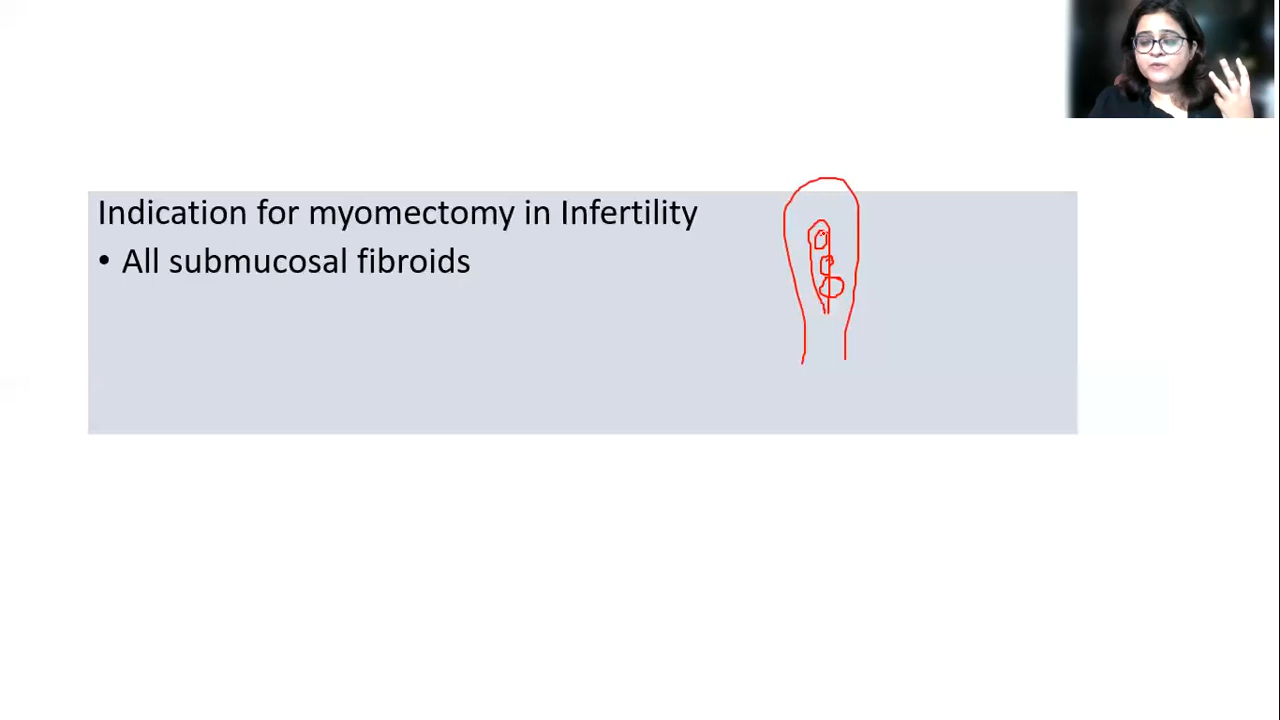 Indication for myomectomy in Infertility
• All submucosal fibroids